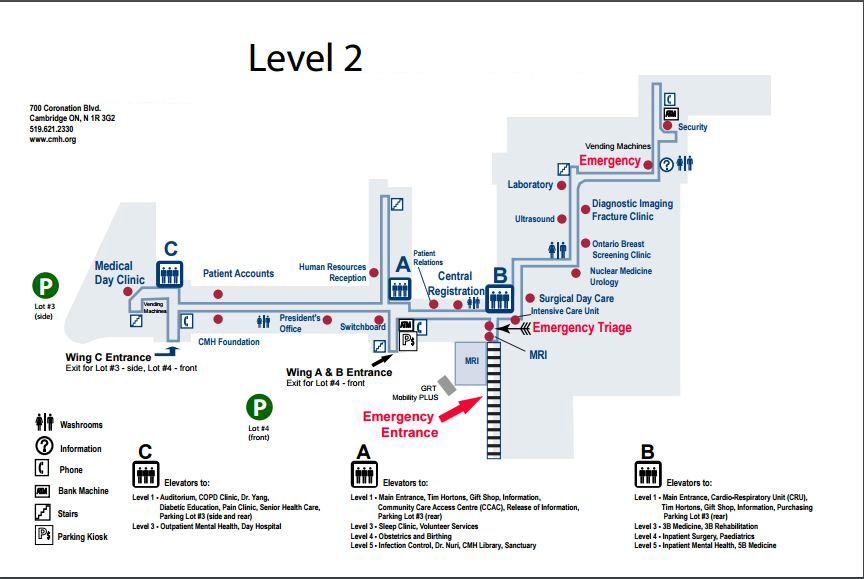 Level 2
700 Coronation Blvd.
Cambridge ON, N 1R 3G2
519.621.2330
www.cmh.org
ATM
Security
Vending Machines
Emergency
?
Laboratory
Ultrasound
Diagnostic Imaging
Fracture Clinic
Ontario Breast
Screening Clinic
Nuclear Medicine
Urology
C
Medical
Day Clinic
Patient Accounts
Human Resources
Reception
A
Patient
Relations
Central
Registration
B
Surgical Day Care
Intensive Care Unit
Emergency Triage
MRI
P
Lot #3
(side)
Vending
Machines
CMH Foundation
President's
Office
Switchboard
ATM
P$
Wing C Entrance
Exit for Lot #3 - side, Lot #4 - front
Wing A & B Entrance
Exit for Lot #4 - front
MRI
GRT
Mobility PLUS
P
Lot #4
(front)
Emergency
Entrance
Washrooms
? Information
Phone
ATM Bank Machine
Stairs
P$ Parking Kiosk
C
Elevators to:
Level 1 • Auditorium, COPD Clinic, Dr. Yang,
Diabetic Education, Pain Clinic, Senior Health Care,
Parking Lot #3 (side and rear)
Level 3 • Outpatient Mental Health, Day Hospital
A
Elevators to:
Level 1 • Main Entrance, Tim Hortons, Gift Shop, Information,
Community Care Access Centre (CCAC), Release of Information,
Parking Lot #3 (rear)
Level 3 • Sleep Clinic, Volunteer Services
Level 4 • Obstetrics and Birthing
Level 5 • Infection Control, Dr. Nuri, CMH Library, Sanctuary
B
Elevators to:
Level 1 • Main Entrance, Cardio-Respiratory Unit (CRU),
Tim Hortons, Gift Shop, Information, Purchasing
Parking Lot #3 (rear)
Level 3 • 3B Medicine, 3B Rehabilitation
Level 4 • Inpatient Surgery, Paediatrics
Level 5 • Inpatient Mental Health, 5B Medicine